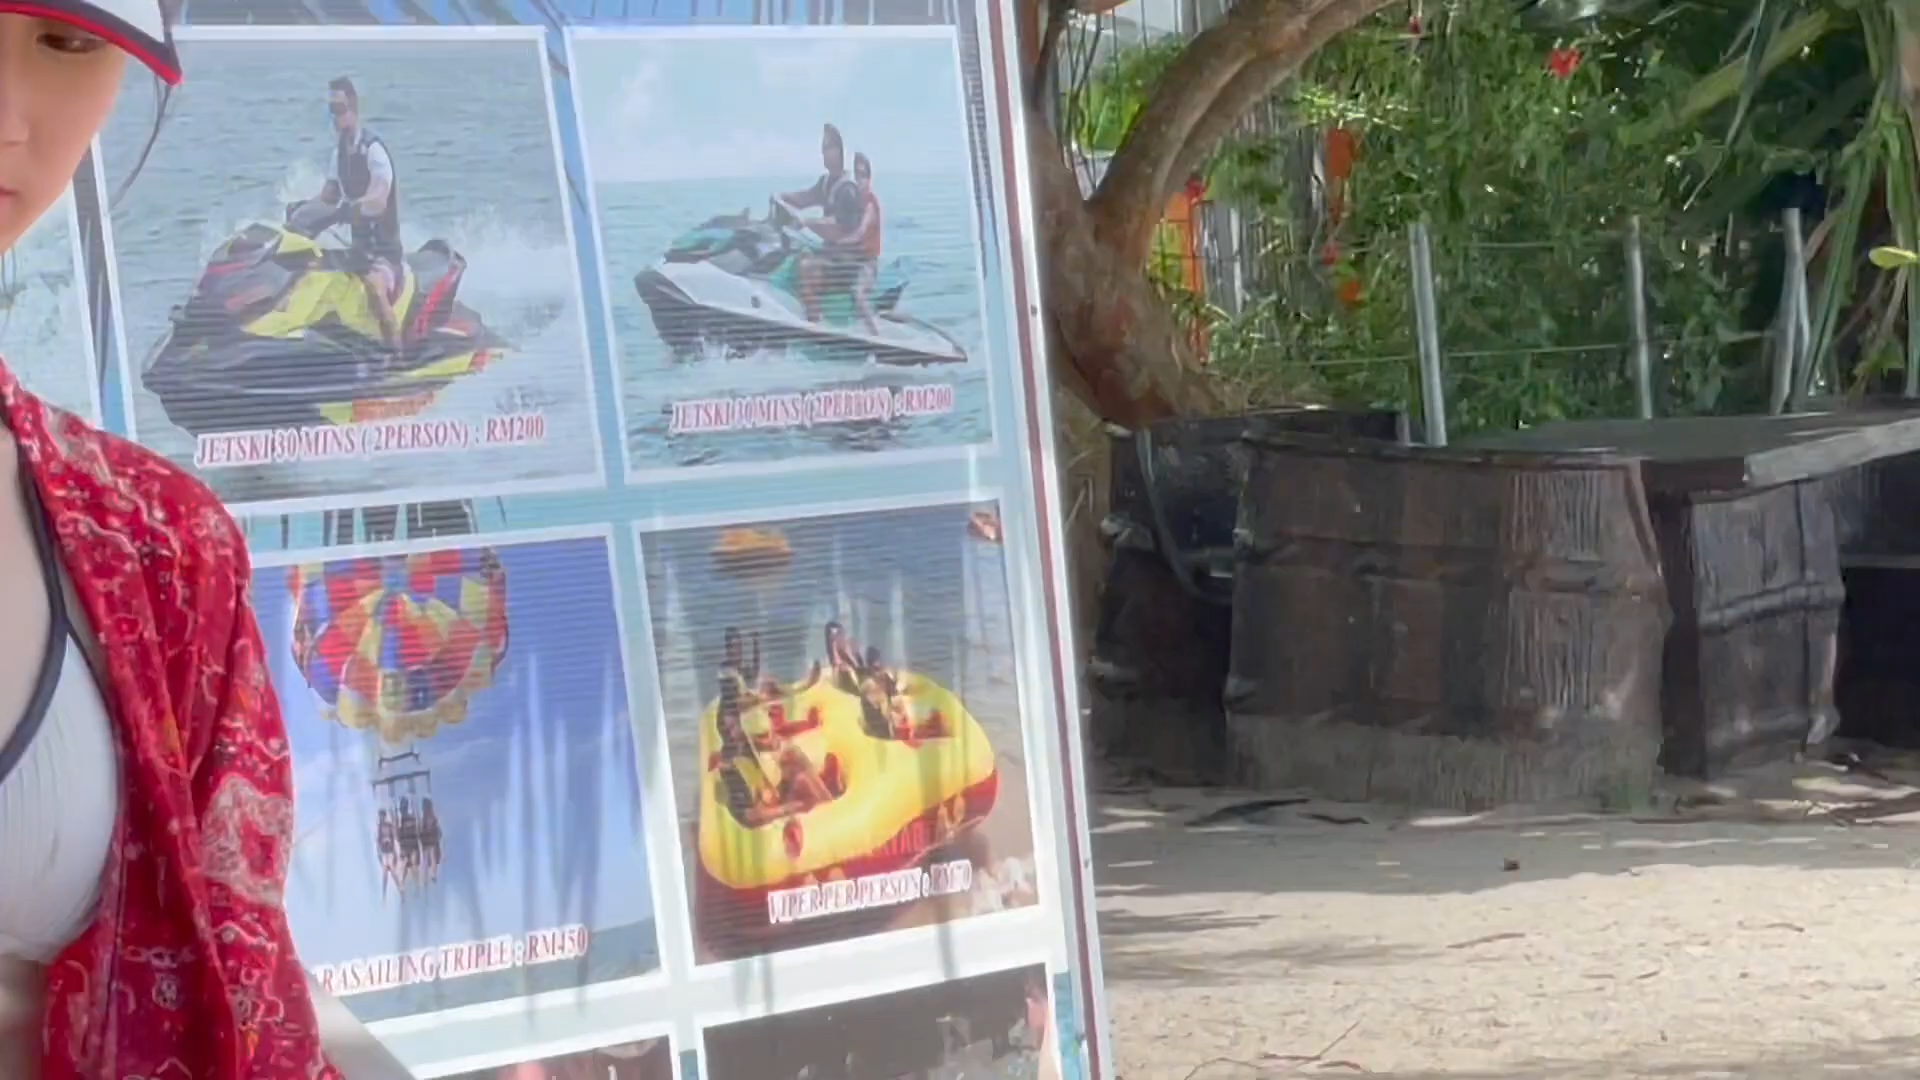 JETSKI 30 MINS ( 2PERSON) : RM200
JETSKI 30 MINS ( 2PERSON) : RM200
RASAILING TRIPLE : RM450
VIPER PER PERSON : RM70